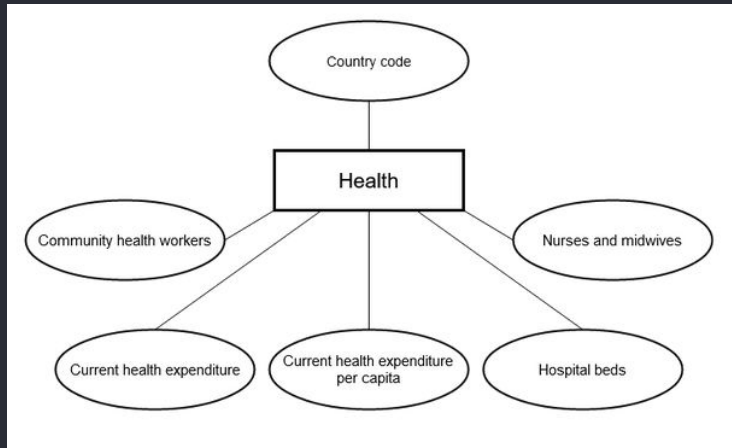 Country code
Health
Community health workers
Nurses and midwives
Current health expenditure
Current health expenditure
per capita
Hospital beds